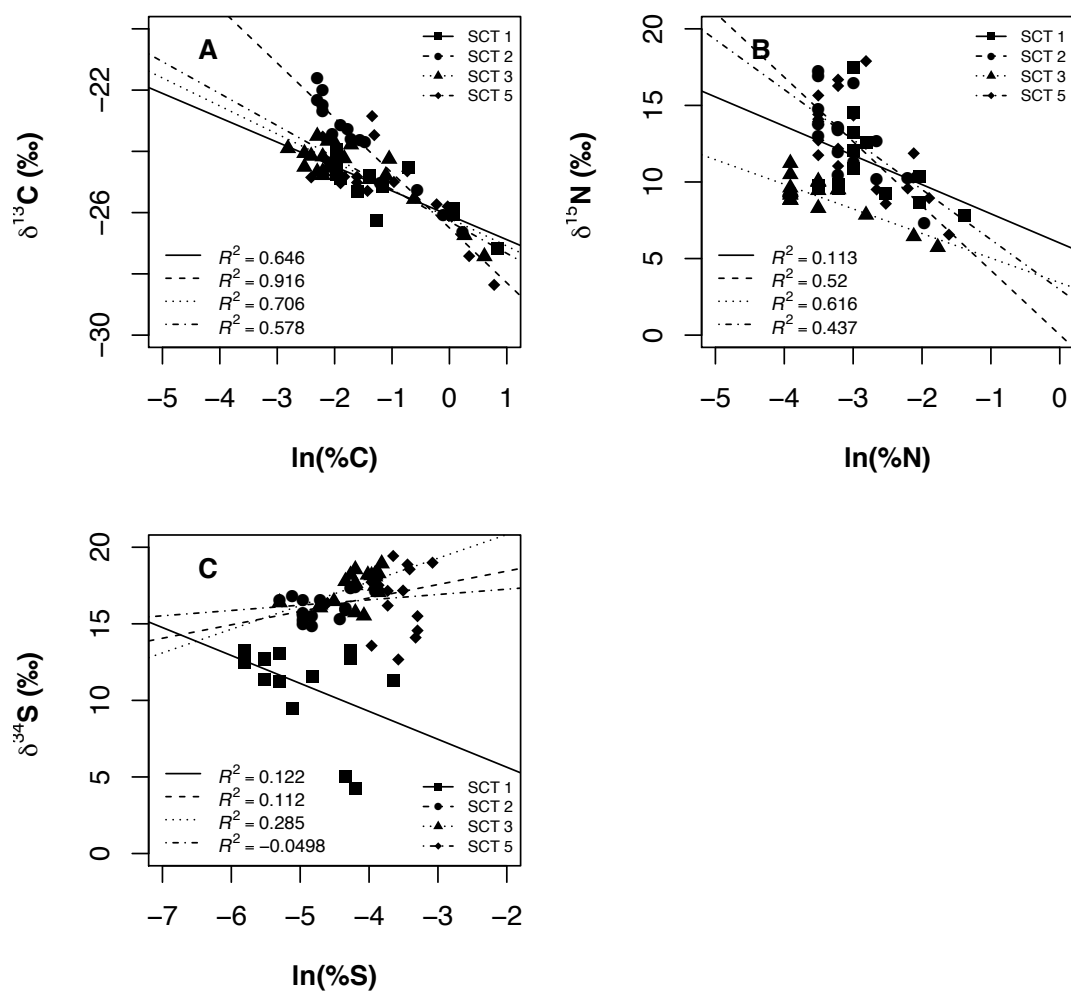 A
SCT 1
SCT 2
SCT 3
SCT 5
−22
−26
−30
δ¹³C (‰)
R² = 0.646
R² = 0.916
R² = 0.706
R² = 0.578
−5 −4 −3 −2 −1 0 1
ln(%C)
B
SCT 1
SCT 2
SCT 3
SCT 5
20
15
10
5
0
δ¹⁵N (‰)
R² = 0.113
R² = 0.52
R² = 0.616
R² = 0.437
−5 −4 −3 −2 −1 0
ln(%N)
C
20
15
10
5
0
δ³⁴S (‰)
R² = 0.122
R² = 0.112
R² = 0.285
R² = −0.0498
SCT 1
SCT 2
SCT 3
SCT 5
−7 −6 −5 −4 −3 −2
ln(%S)